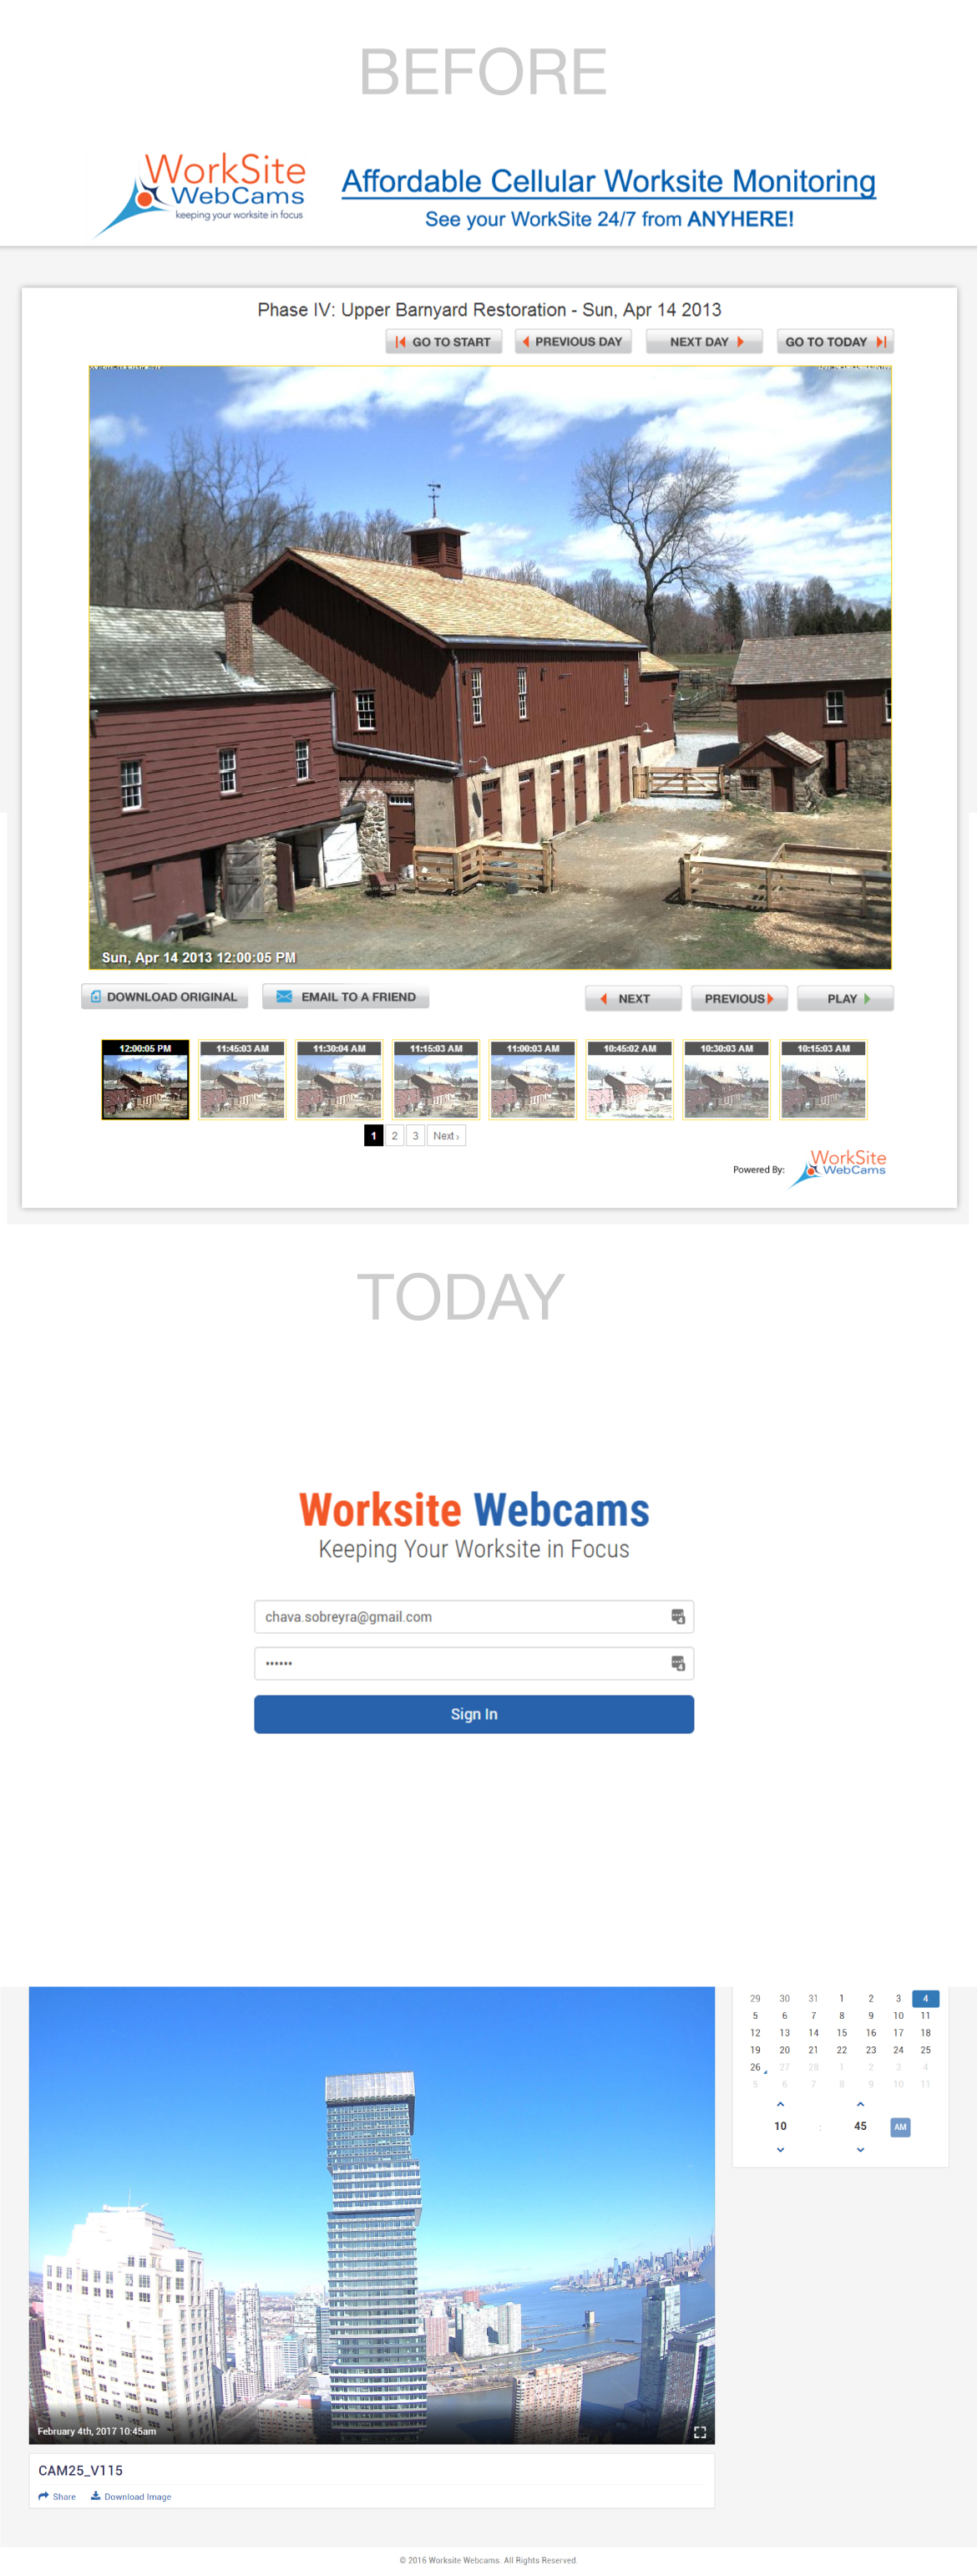 BEFORE
WorkSite
WebCams
keeping your worksite in focus
Affordable Cellular Worksite Monitoring
See your WorkSite 24/7 from ANYHERE!
Phase IV: Upper Barnyard Restoration - Sun, Apr 14 2013
GO TO START PREVIOUS DAY NEXT DAY GO TO TODAY
Sun, Apr 14 2013 12:00:05 PM
DOWNLOAD ORIGINAL EMAIL TO A FRIEND NEXT PREVIOUS PLAY
12:00:05 PM 11:45:03 AM 11:30:04 AM 11:15:03 AM 11:00:03 AM 10:45:02 AM 10:30:03 AM 10:15:03 AM
1 2 3 Next ›
Powered By: WorkSite
WebCams
TODAY
Worksite Webcams
Keeping Your Worksite in Focus
chava.sobreyra@gmail.com
••••••
Sign In
29 30 31 1 2 3 4
5 6 7 8 9 10 11
12 13 14 15 16 17 18
19 20 21 22 23 24 25
26 27 28 1 2 3 4
5 6 7 8 9 10 11
10 : 45 AM
February 4th, 2017 10:45am
CAM25_V115
Share Download Image
© 2016 Worksite Webcams. All Rights Reserved.